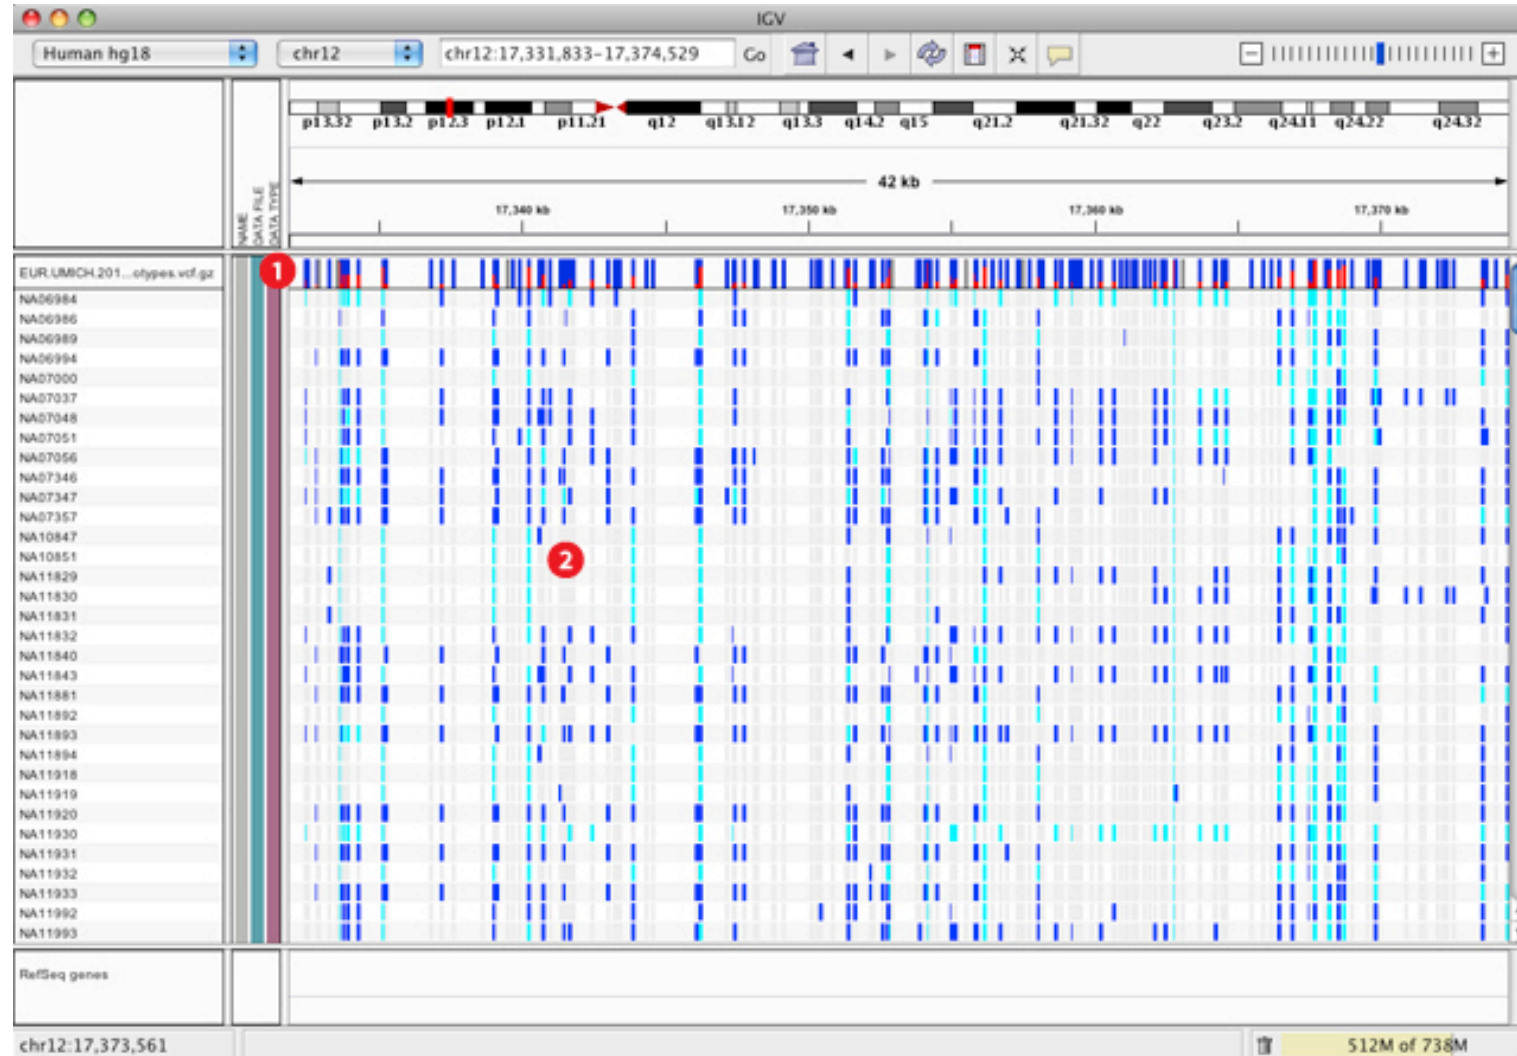 IGV
Human hg18 chr12 chr12:17,331,833-17,374,529 Go
p13.32 p13.2 p12.3 p12.1 p11.21 q12 q13.12 q13.3 q14.2 q15 q21.2 q21.32 q22 q23.2 q24.11 q24.22 q24.32
42 kb
17,340 kb 17,350 kb 17,360 kb 17,370 kb
NAME
DATA FILE
DATA TYPE
EUR.UMICH.201...otypes.vcf.gz
1
NA06984
NA06986
NA06989
NA06994
NA07000
NA07037
NA07048
NA07051
NA07056
NA07346
NA07347
NA07357
NA10847
NA10851
2
NA11829
NA11830
NA11831
NA11832
NA11840
NA11843
NA11881
NA11892
NA11893
NA11894
NA11918
NA11919
NA11920
NA11930
NA11931
NA11932
NA11933
NA11992
NA11993
RefSeq genes
chr12:17,373,561
512M of 738M